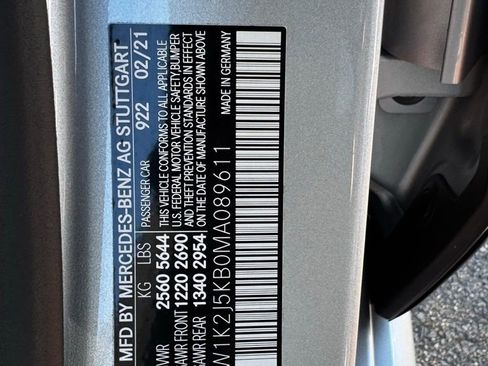 MFD BY MERCEDES-BENZ AG STUTTGART
PASSENGER CAR 922 02/21
KG LBS
VWR 2560 5644
GAWR FRONT 1220 2690
GAWR REAR 1340 2954
THIS VEHICLE CONFORMS TO ALL APPLICABLE
U.S. FEDERAL MOTOR VEHICLE SAFETY, BUMPER
AND THEFT PREVENTION STANDARDS IN EFFECT
ON THE DATE OF MANUFACTURE SHOWN ABOVE
W1K2J5KB0MA089611
MADE IN GERMANY